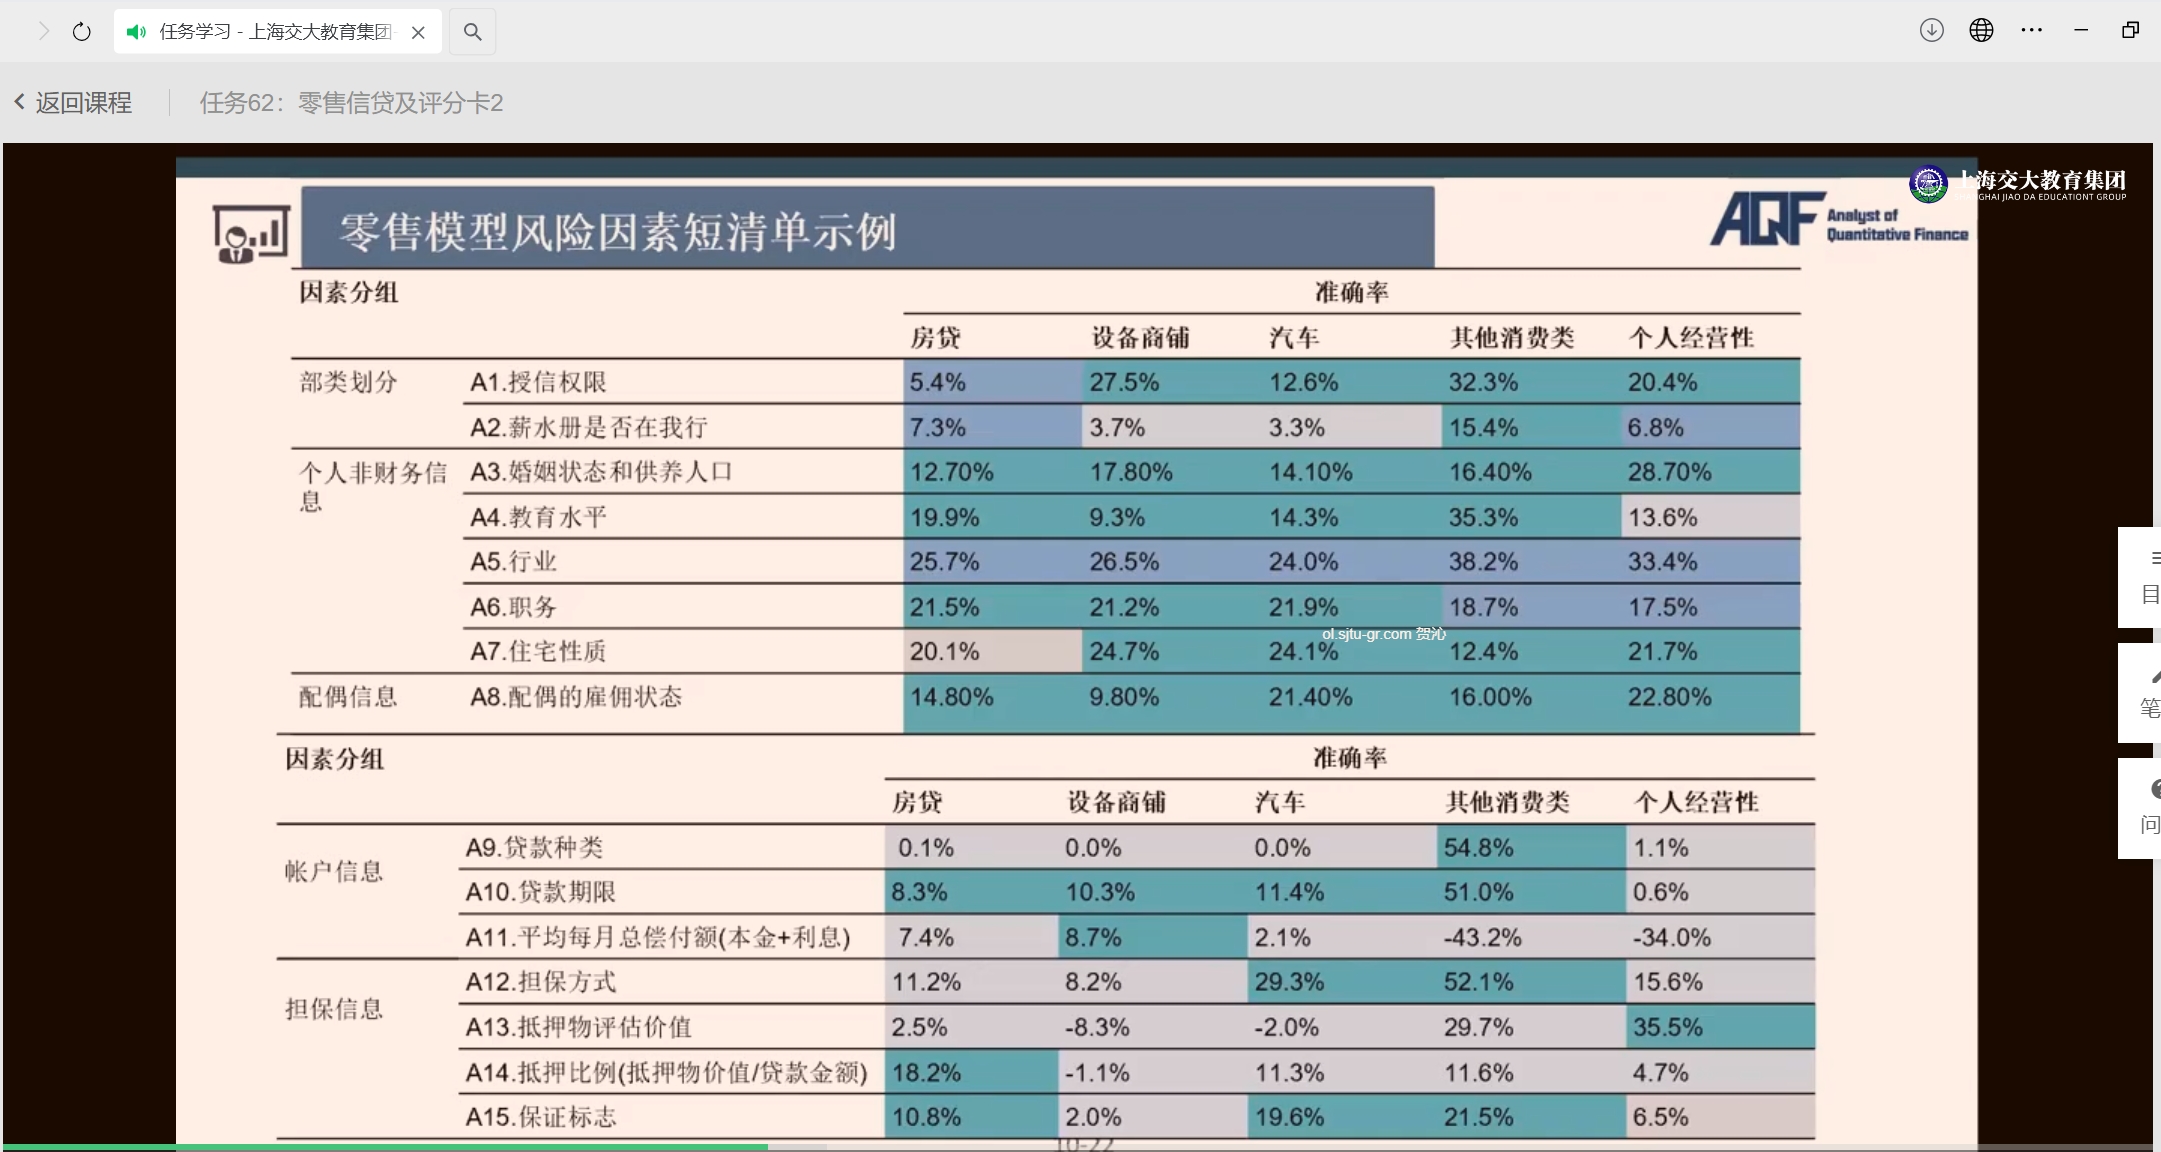 任务学习 - 上海交大教育集团
返回课程
任务62：零售信贷及评分卡2
上海交大教育集团
GHAI JIAO DA EDUCATIONT GROUP
AQF Analyst of
Quantitative Finance
零售模型风险因素短清单示例
因素分组 准确率
房贷 设备商铺 汽车 其他消费类 个人经营性
部类划分 A1.授信权限 5.4% 27.5% 12.6% 32.3% 20.4%
A2.薪水册是否在我行 7.3% 3.7% 3.3% 15.4% 6.8%
个人非财务信 A3.婚姻状态和供养人口 12.70% 17.80% 14.10% 16.40% 28.70%
息
A4.教育水平 19.9% 9.3% 14.3% 35.3% 13.6%
A5.行业 25.7% 26.5% 24.0% 38.2% 33.4%
A6.职务 21.5% 21.2% 21.9% 18.7% 17.5%
ol.sjtu-gr.com 贺沁
A7.住宅性质 20.1% 24.7% 24.1% 12.4% 21.7%
配偶信息 A8.配偶的雇佣状态 14.80% 9.80% 21.40% 16.00% 22.80%
因素分组 准确率
房贷 设备商铺 汽车 其他消费类 个人经营性
帐户信息 A9.贷款种类 0.1% 0.0% 0.0% 54.8% 1.1%
A10.贷款期限 8.3% 10.3% 11.4% 51.0% 0.6%
A11.平均每月总偿付额(本金+利息) 7.4% 8.7% 2.1% -43.2% -34.0%
担保信息 A12.担保方式 11.2% 8.2% 29.3% 52.1% 15.6%
A13.抵押物评估价值 2.5% -8.3% -2.0% 29.7% 35.5%
A14.抵押比例(抵押物价值/贷款金额) 18.2% -1.1% 11.3% 11.6% 4.7%
A15.保证标志 10.8% 2.0% 19.6% 21.5% 6.5%
10-22
目
笔
问